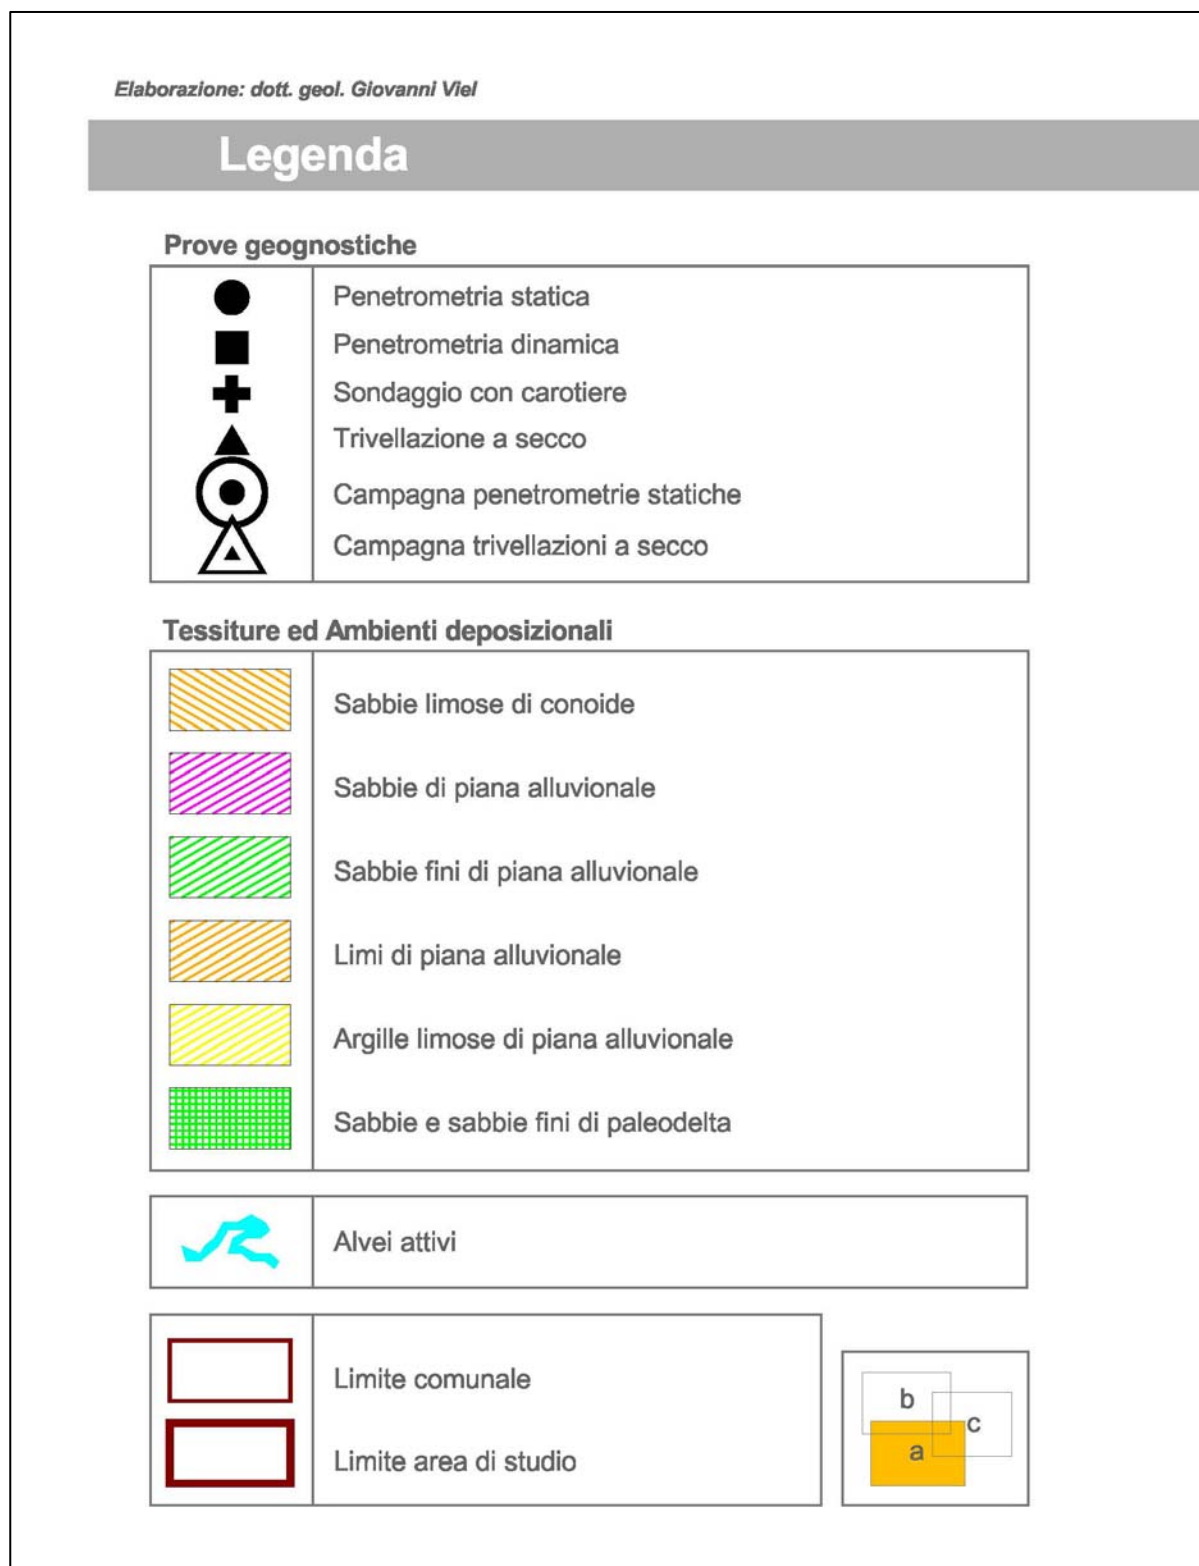 Elaborazione: dott. geol. Giovanni Viel
Legenda
Prove geognostiche
Penetrometria statica
Penetrometria dinamica
Sondaggio con carotiere
Trivellazione a secco
Campagna penetrometrie statiche
Campagna trivellazioni a secco
Tessiture ed Ambienti deposizionali
Sabbie limose di conoide
Sabbie di piana alluvionale
Sabbie fini di piana alluvionale
Limi di piana alluvionale
Argille limose di piana alluvionale
Sabbie e sabbie fini di paleodelta
Alvei attivi
Limite comunale
Limite area di studio
b
c
a